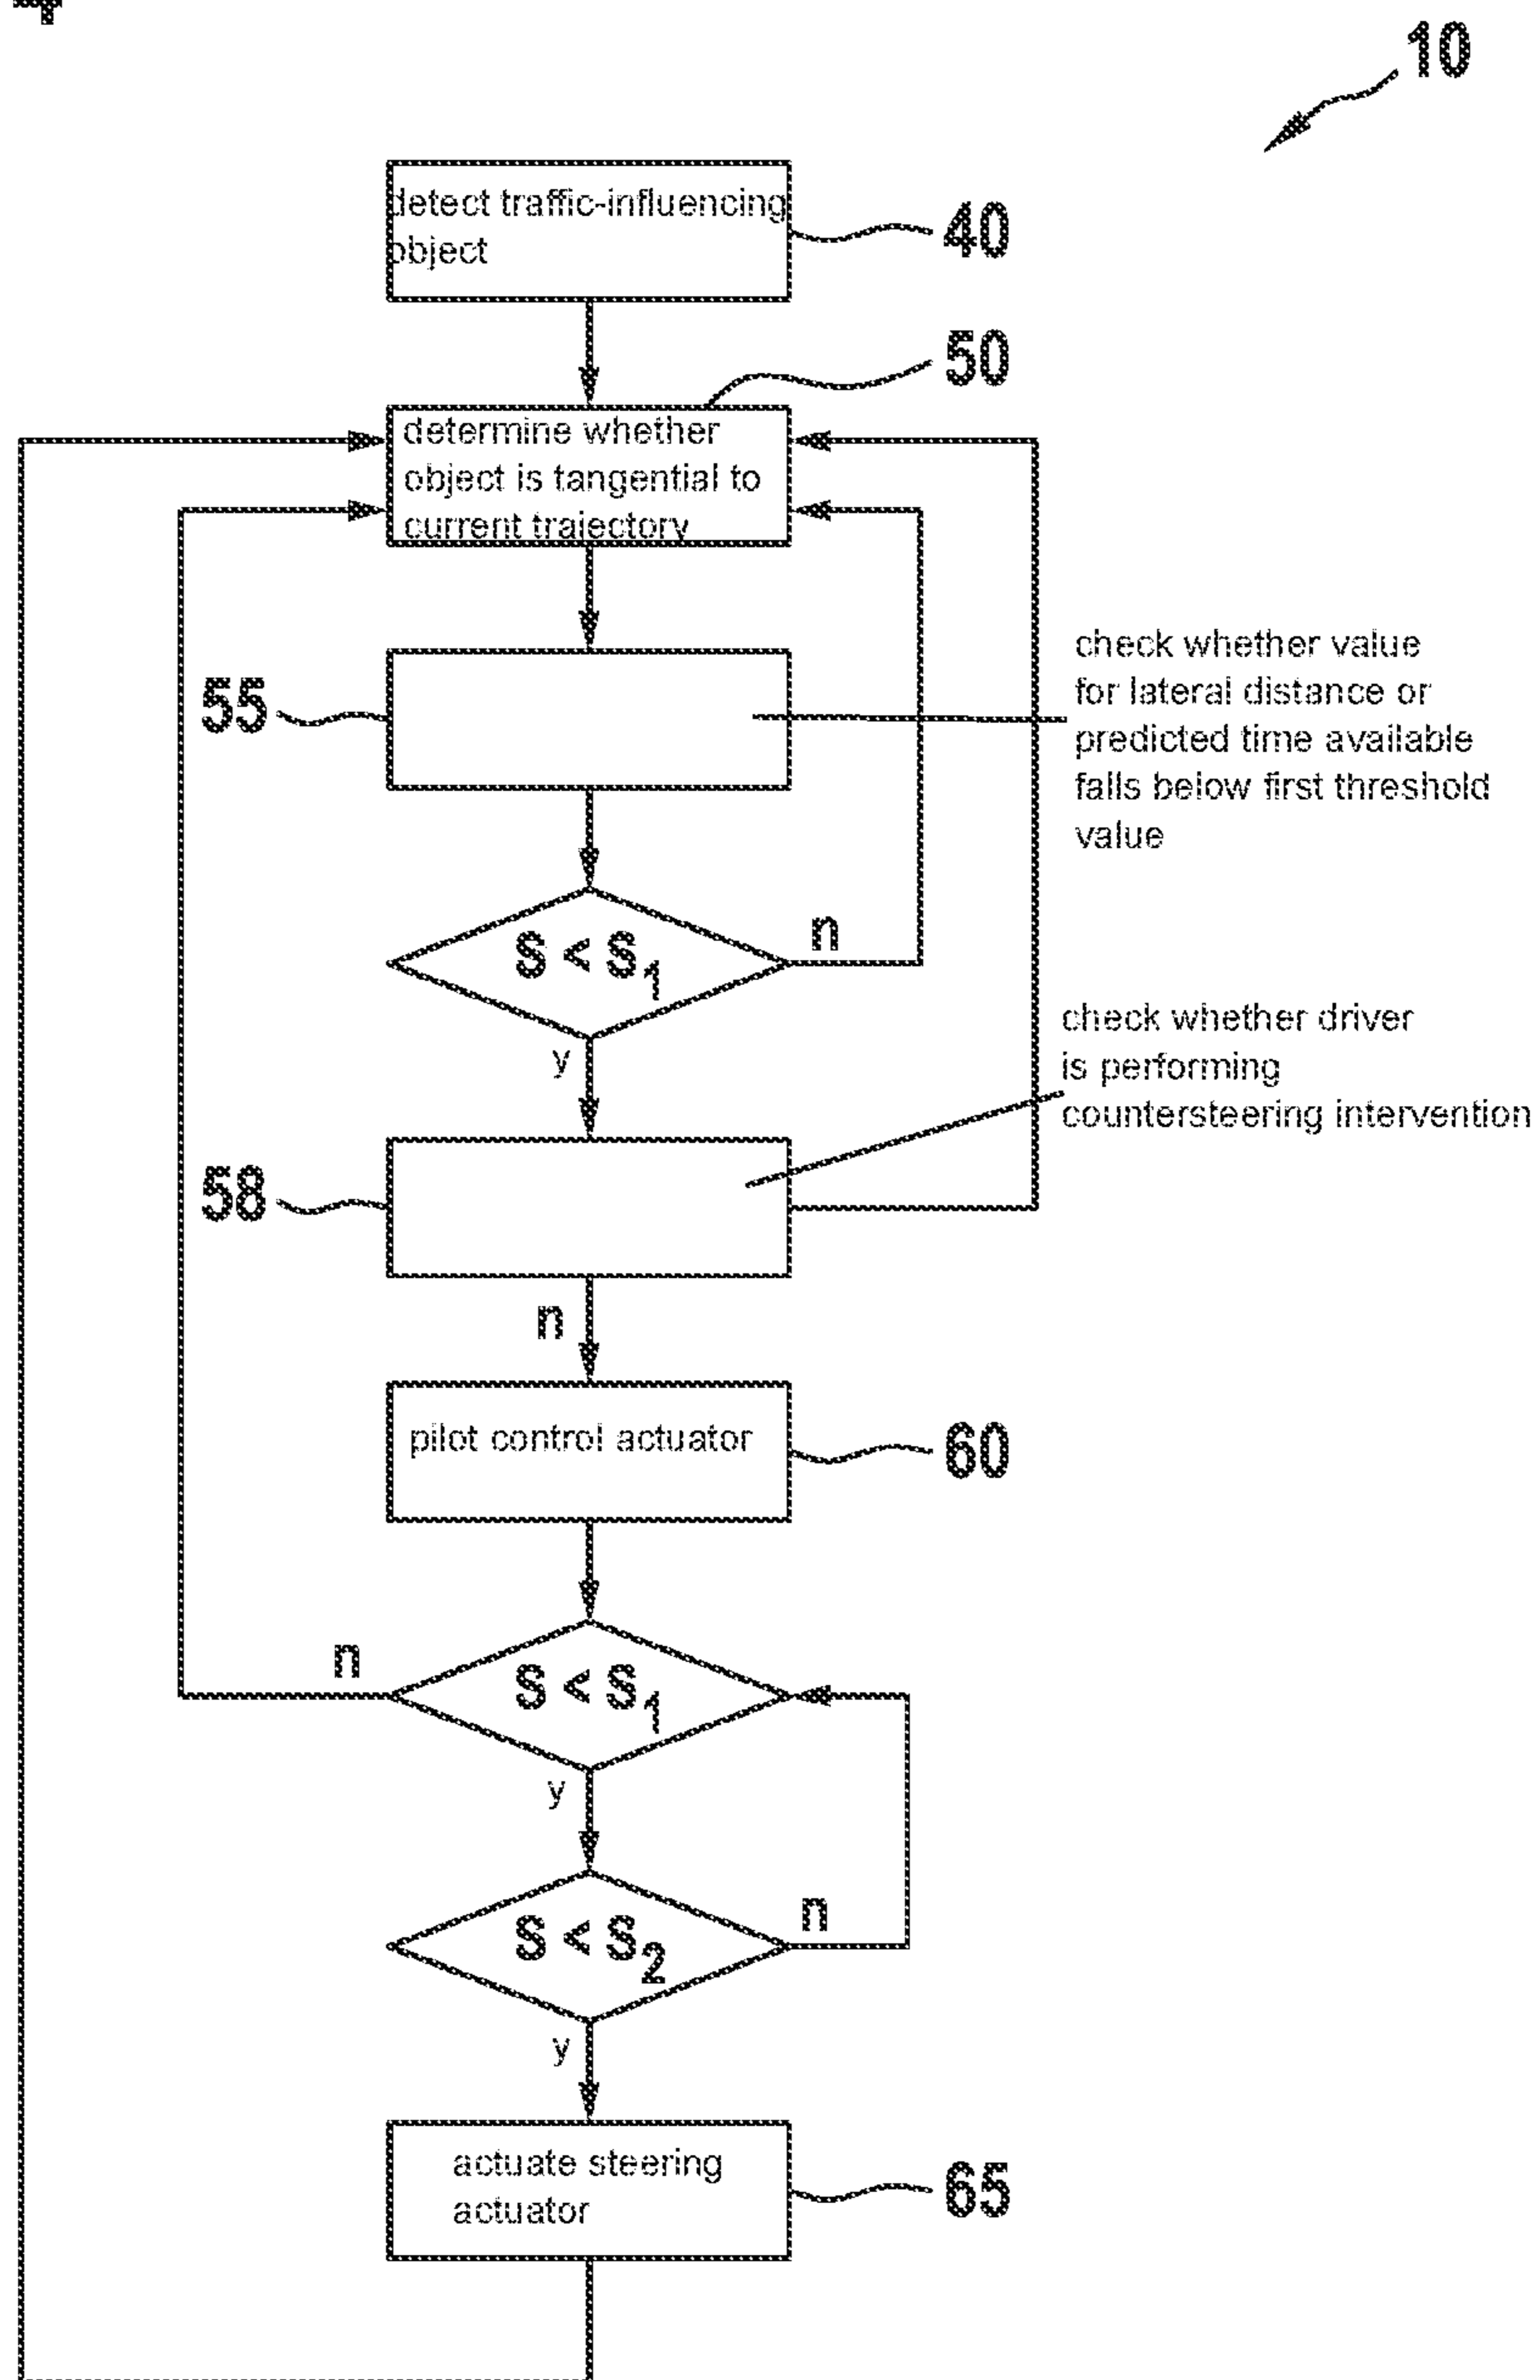 10
detect traffic-influencing
object
40
50
determine whether
object is tangential to
current trajectory
55
check whether value
for lateral distance or
predicted time available
falls below first threshold
value
S < S1
n
y
check whether driver
is performing
countersteering intervention
58
n
pilot control actuator
60
n
S < S1
y
S < S2
n
y
actuate steering
actuator
65